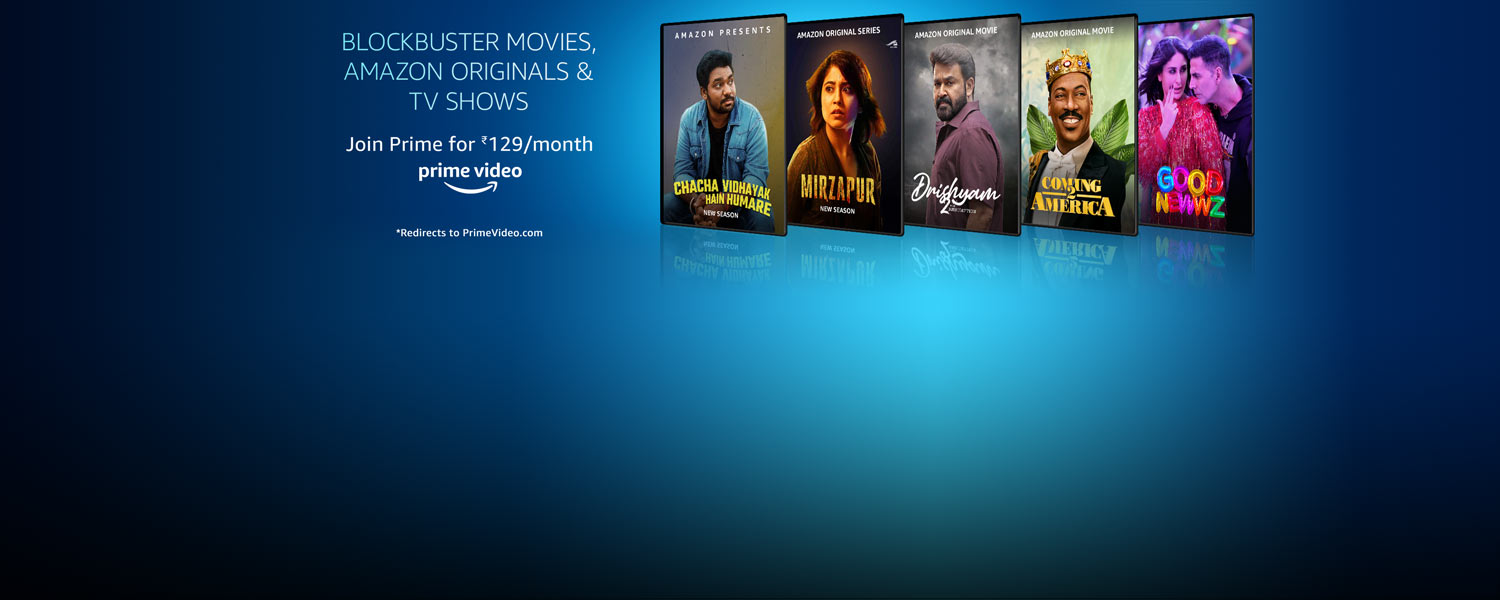 BLOCKBUSTER MOVIES,
AMAZON ORIGINALS &
TV SHOWS
Join Prime for ₹129/month
prime video
*Redirects to PrimeVideo.com
AMAZON PRESENTS
CHACHA VIDHAYAK
HAIN HUMARE
NEW SEASON
AMAZON ORIGINAL SERIES
MIRZAPUR
NEW SEASON
AMAZON ORIGINAL MOVIE
Drishyam
2
AMAZON ORIGINAL MOVIE
COMING
2
AMERICA
GOOD
NEWWZ